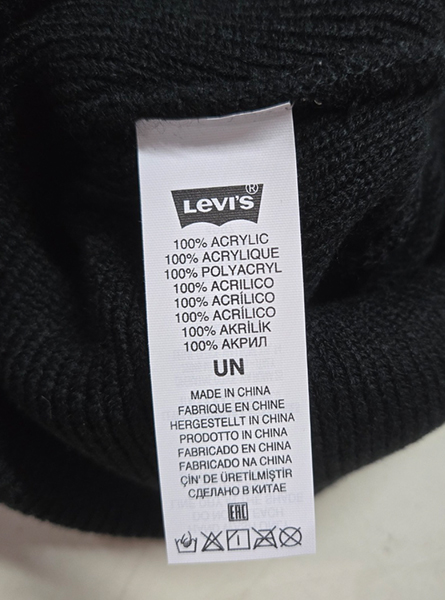 Levi's®
100% ACRYLIC
100% ACRYLIQUE
100% POLYACRYL
100% ACRILICO
100% ACRÍLICO
100% ACRÍLICO
100% AKRİLİK
100% АКРИЛ
UN
MADE IN CHINA
FABRIQUE EN CHINE
HERGESTELLT IN CHINA
PRODOTTO IN CHINA
FABRICADO EN CHINA
FABRICADO NA CHINA
ÇİN' DE ÜRETİLMİŞTİR
СДЕЛАНО В КИТАЕ
EAC